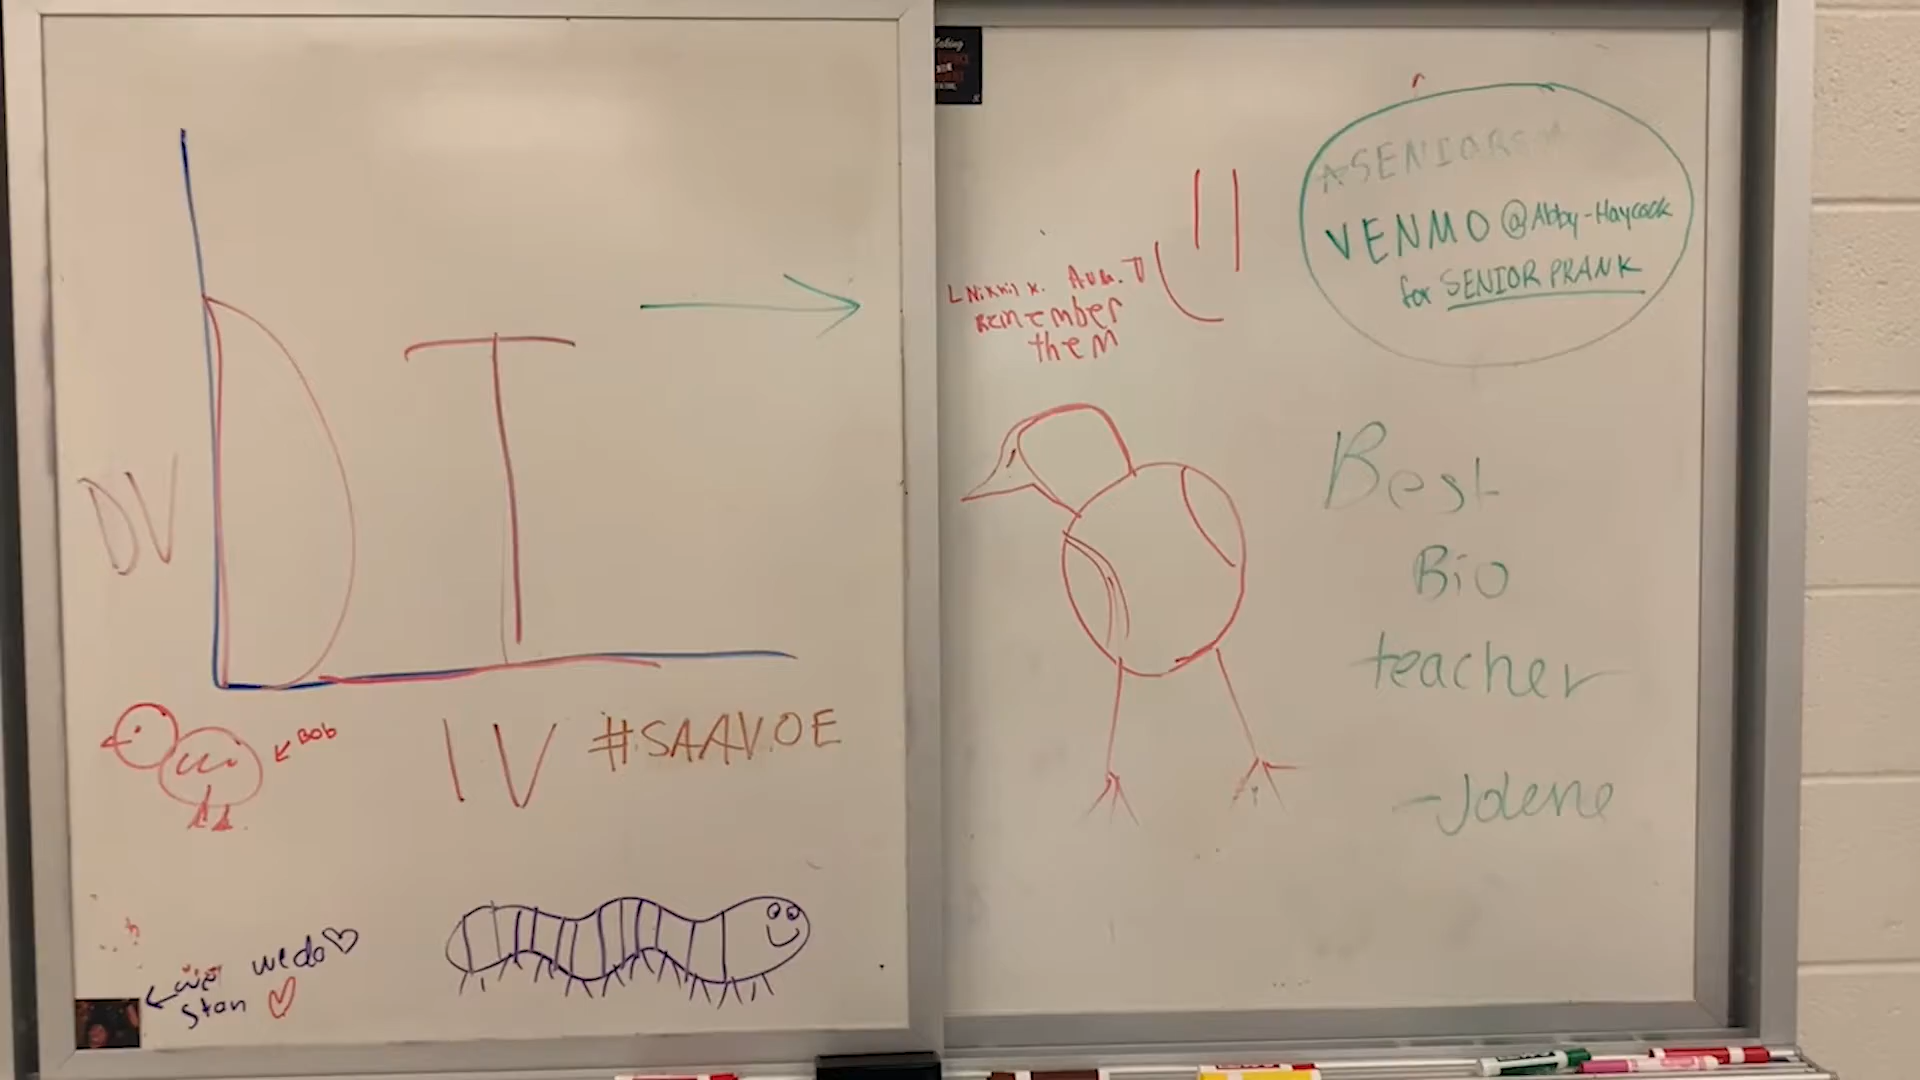 DV
D I
IV
#SAAVOE
Bob
we do
Stan
remember
them
VENMO @Abby-Haycock
for SENIOR PRANK
Best
Bio
teacher
-Jolene